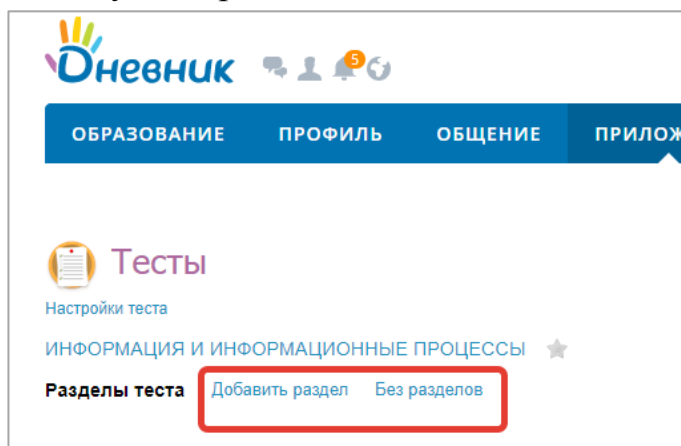 Дневник 5
ОБРАЗОВАНИЕ ПРОФИЛЬ ОБЩЕНИЕ ПРИЛОЖ
Тесты
Настройки теста
ИНФОРМАЦИЯ И ИНФОРМАЦИОННЫЕ ПРОЦЕССЫ
Разделы теста Добавить раздел Без разделов